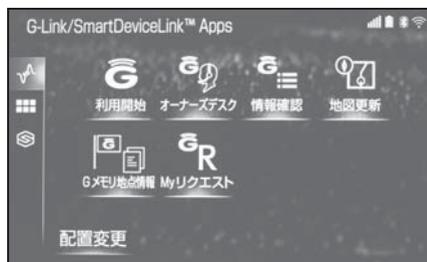 G-Link/SmartDeviceLink™ Apps
利用開始 オーナーズデスク 情報確認 地図更新
Gメモリ地点情報 Myリクエスト
配置変更